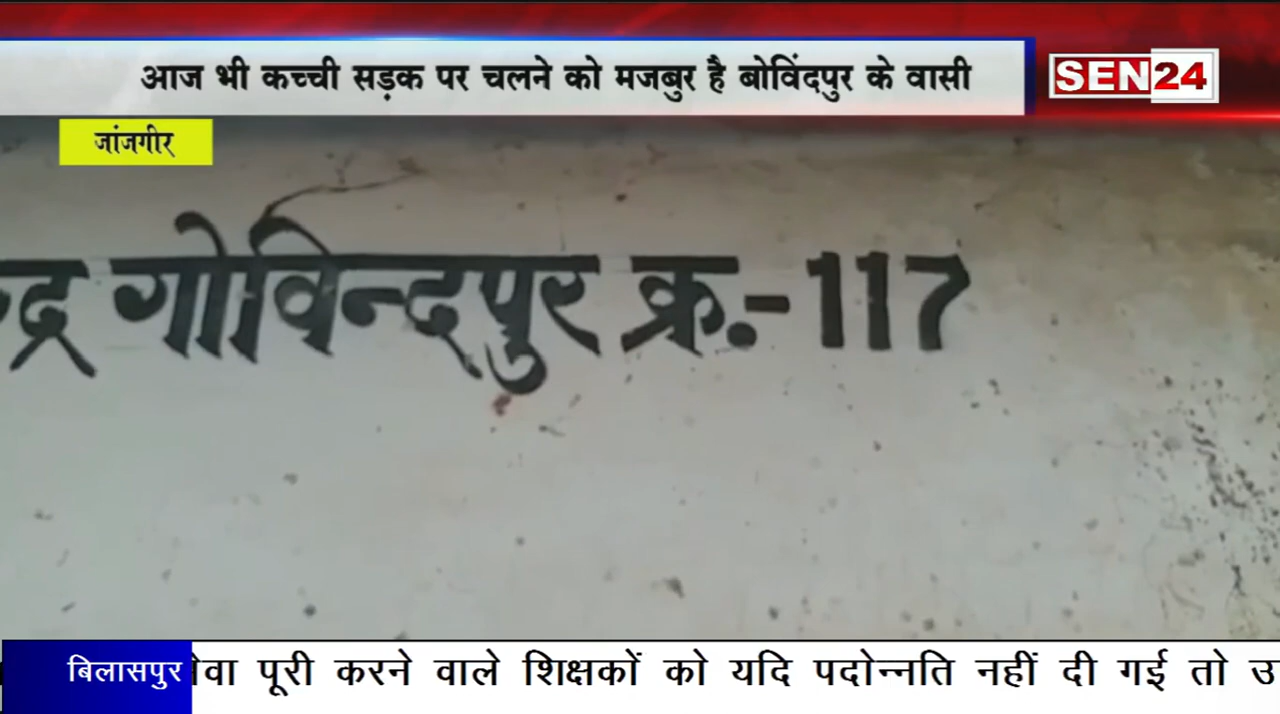 आज भी कच्ची सड़क पर चलने को मजबुर है बोविंदपुर के वासी
SEN24
जांजगीर
द्र गोविन्दपुर क्र.-117
बिलासपुर
सेवा पूरी करने वाले शिक्षकों को यदि पदोन्नति नहीं दी गई तो उ